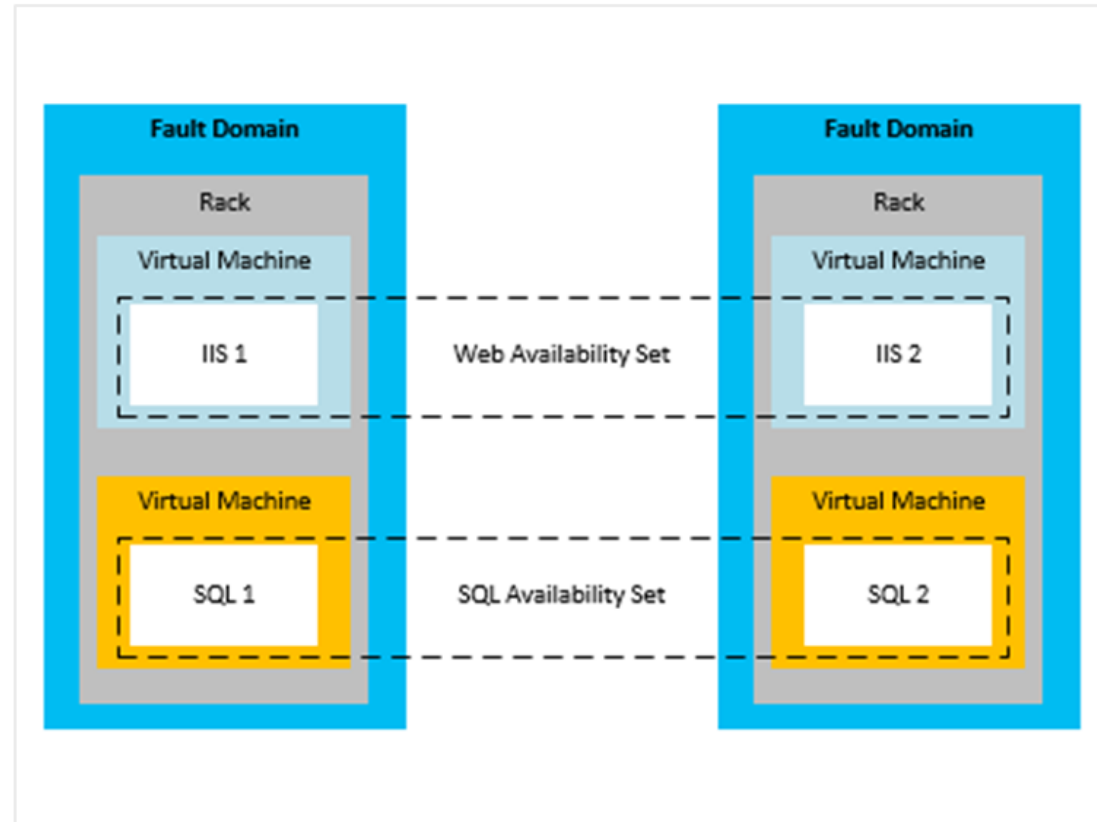 Fault Domain
Fault Domain
Rack
Rack
Virtual Machine
Virtual Machine
IIS 1
Web Availability Set
IIS 2
Virtual Machine
Virtual Machine
SQL 1
SQL Availability Set
SQL 2